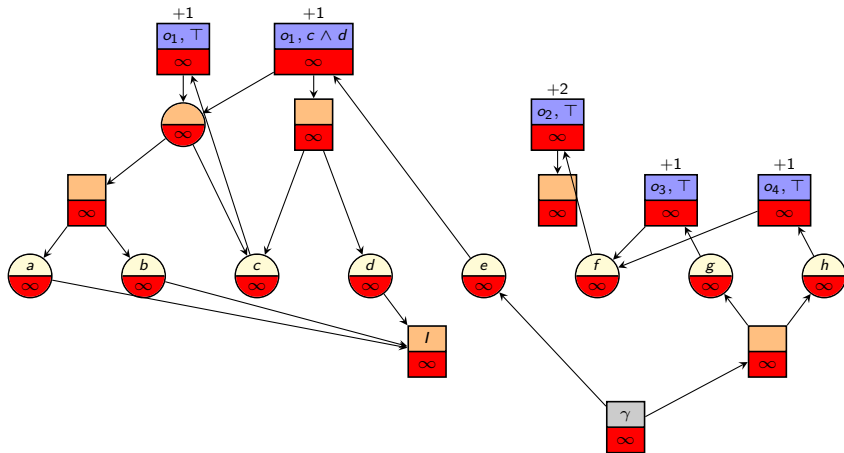 +1 +1
o1, ⊤ o1, c ∧ d
∞ ∞
+2
o2, ⊤
∞ ∞ ∞
+1 +1
o3, ⊤ o4, ⊤
∞ ∞ ∞ ∞
a b c d e f g h
∞ ∞ ∞ ∞ ∞ ∞ ∞ ∞
I
∞ ∞
γ
∞